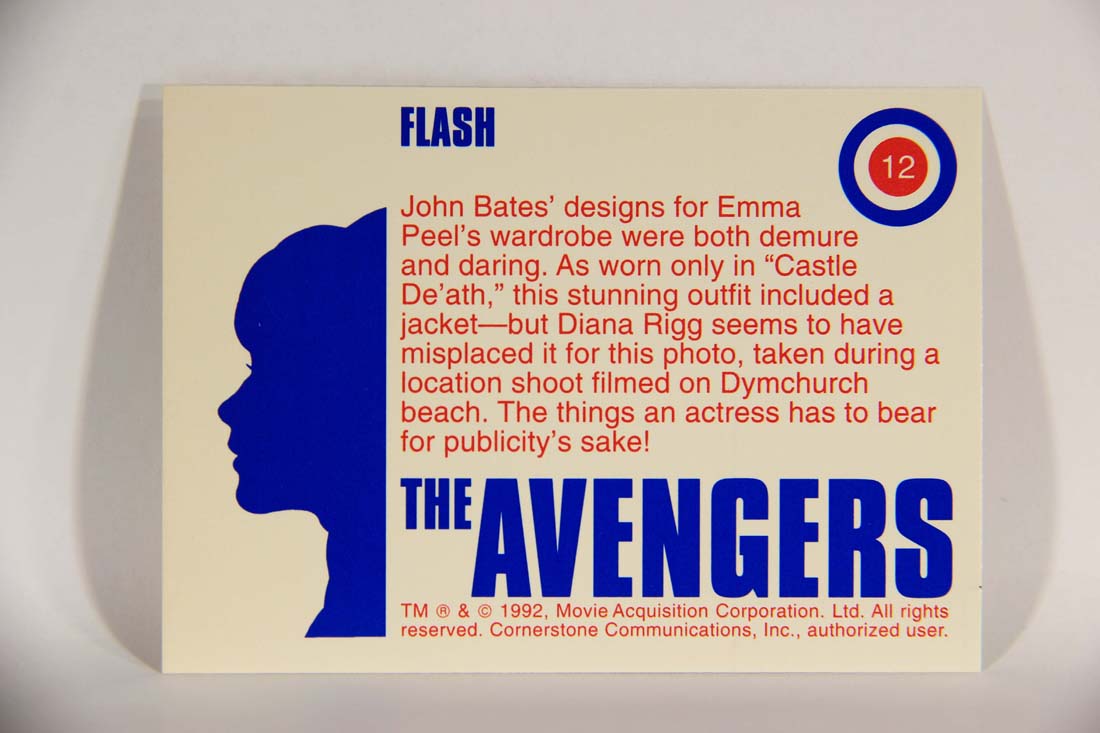 FLASH
12
John Bates’ designs for Emma
Peel’s wardrobe were both demure
and daring. As worn only in “Castle
De’ath,” this stunning outfit included a
jacket—but Diana Rigg seems to have
misplaced it for this photo, taken during a
location shoot filmed on Dymchurch
beach. The things an actress has to bear
for publicity’s sake!
THE AVENGERS
TM ® & © 1992, Movie Acquisition Corporation. Ltd. All rights
reserved. Cornerstone Communications, Inc., authorized user.